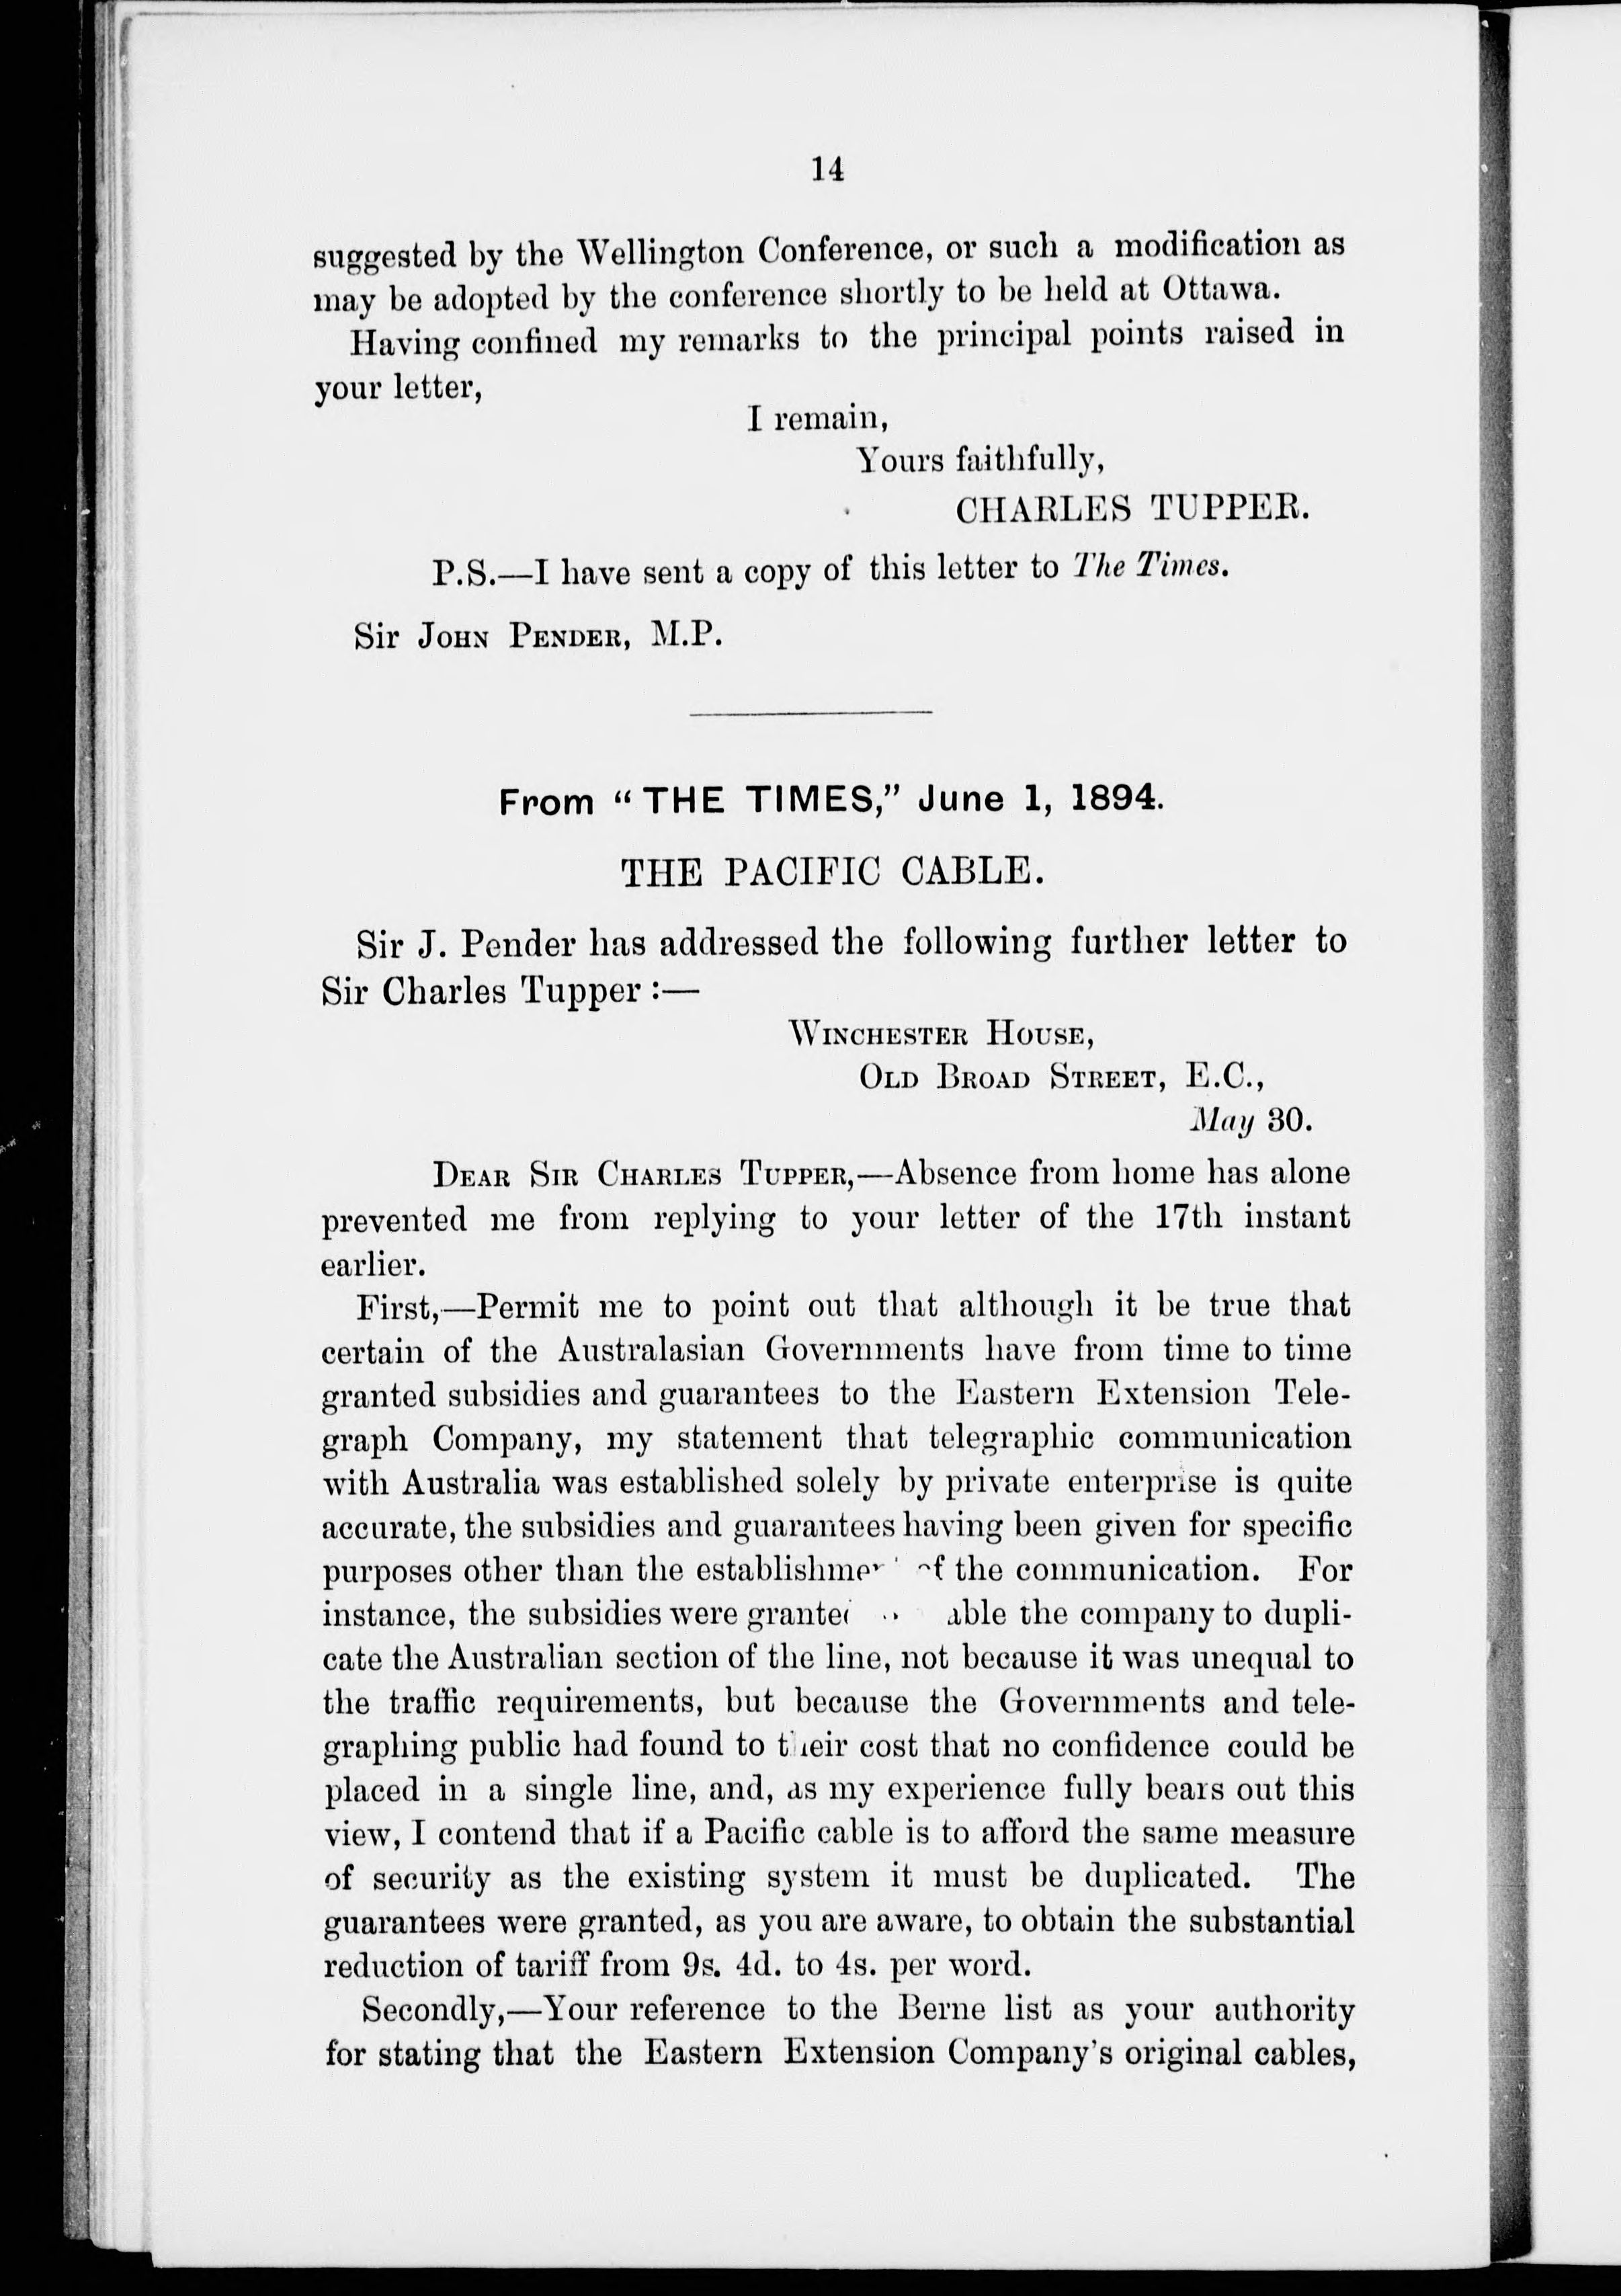 14
suggested by the Wellington Conference, or such a modification as
may be adopted by the conference shortly to be held at Ottawa.
Having confined my remarks to the principal points raised in
your letter,
I remain,
Yours faithfully,
CHARLES TUPPER.
P.S.—I have sent a copy of this letter to The Times.
Sir JOHN PENDER, M.P.
From “THE TIMES,” June 1, 1894.
THE PACIFIC CABLE.
Sir J. Pender has addressed the following further letter to
Sir Charles Tupper :—
WINCHESTER HOUSE,
OLD BROAD STREET, E.C.,
May 30.
DEAR SIR CHARLES TUPPER,—Absence from home has alone
prevented me from replying to your letter of the 17th instant
earlier.
First,—Permit me to point out that although it be true that
certain of the Australasian Governments have from time to time
granted subsidies and guarantees to the Eastern Extension Tele-
graph Company, my statement that telegraphic communication
with Australia was established solely by private enterprise is quite
accurate, the subsidies and guarantees having been given for specific
purposes other than the establishment of the communication. For
instance, the subsidies were granted able the company to dupli-
cate the Australian section of the line, not because it was unequal to
the traffic requirements, but because the Governments and tele-
graphing public had found to their cost that no confidence could be
placed in a single line, and, as my experience fully bears out this
view, I contend that if a Pacific cable is to afford the same measure
of security as the existing system it must be duplicated. The
guarantees were granted, as you are aware, to obtain the substantial
reduction of tariff from 9s. 4d. to 4s. per word.
Secondly,—Your reference to the Berne list as your authority
for stating that the Eastern Extension Company's original cables,